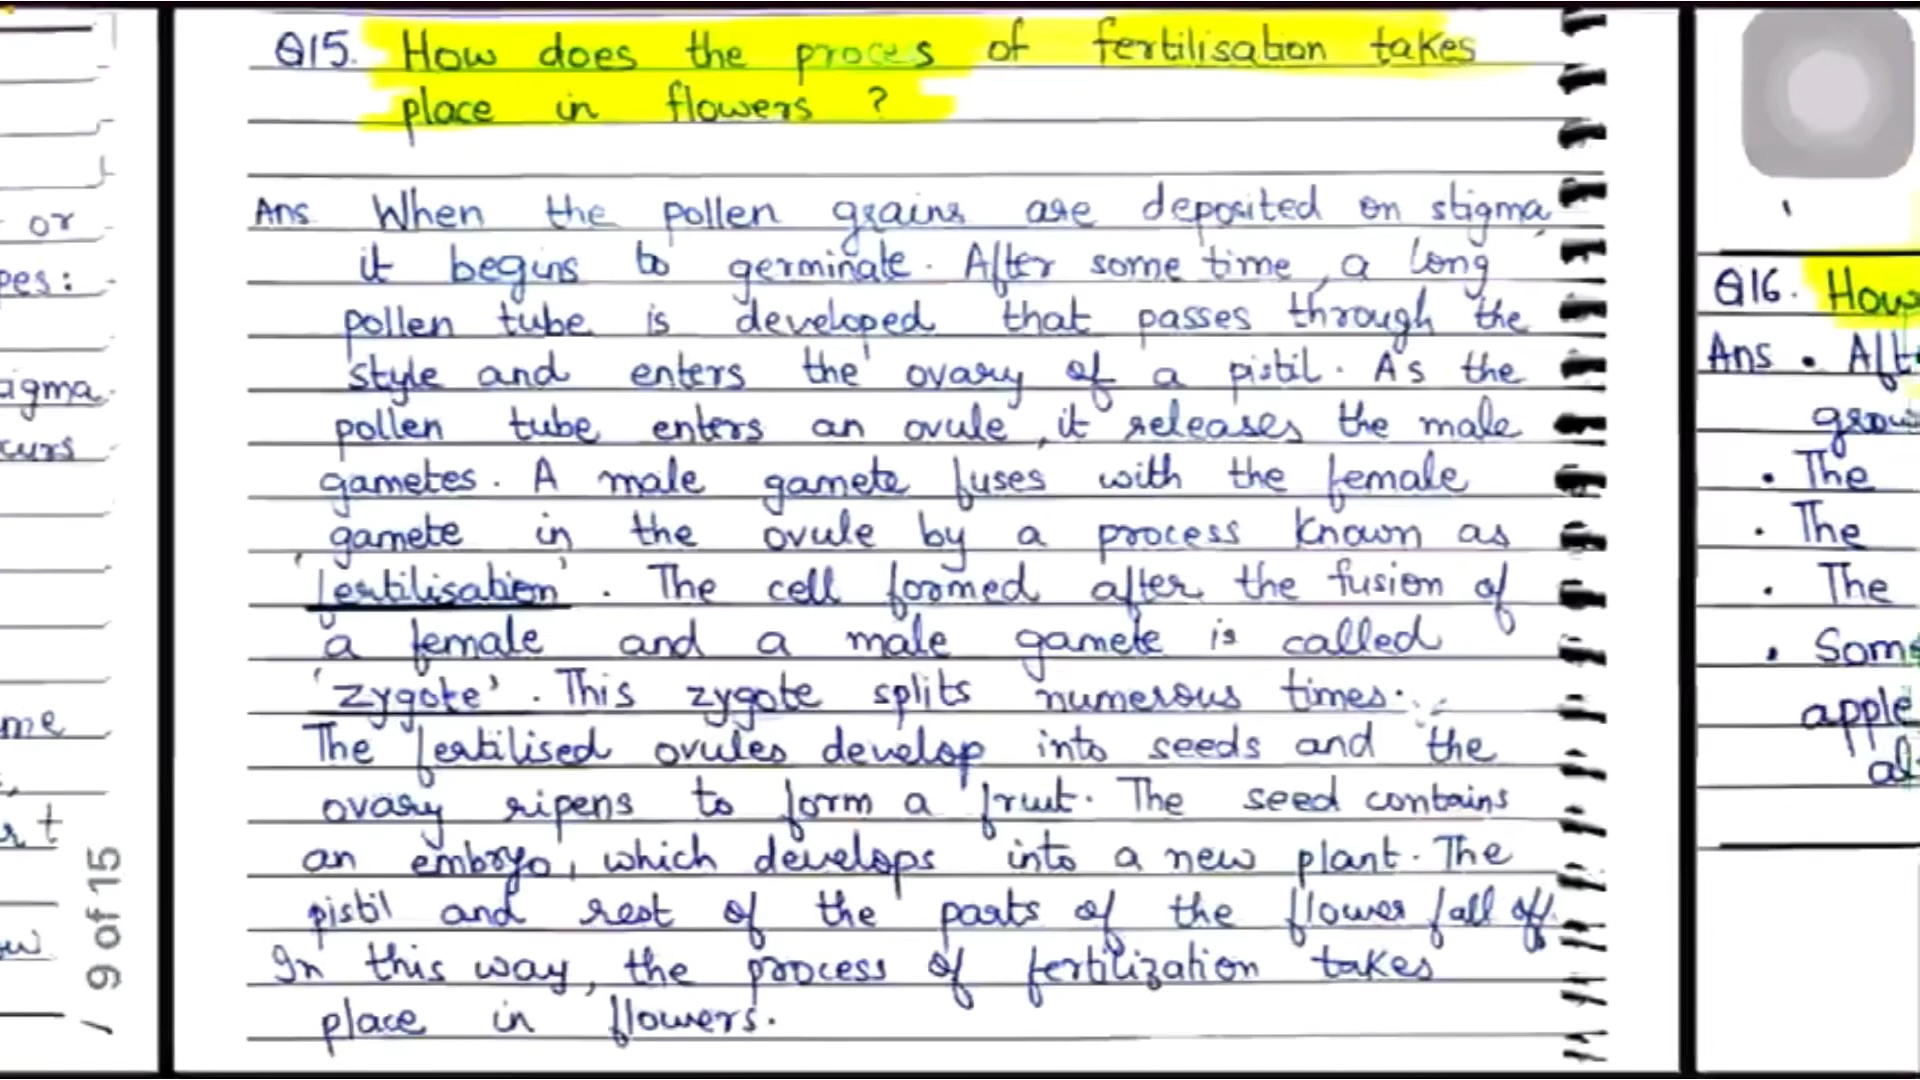 Q15. How does the proces of fertilisation takes
place in flowers ?
Ans When the pollen grains are deposited on stigma,
it begins to germinate. After some time, a long
pollen tube is developed that passes through the
style and enters the ovary of a pistil. As the
pollen tube enters an ovule, it releases the male
gametes. A male gamete fuses with the female
gamete in the ovule by a process known as
'fertilisation'. The cell formed after the fusion of
a female and a male gamete is called
'zygote'. This zygote splits numerous times.
The fertilised ovules develop into seeds and the
ovary ripens to form a fruit. The seed contains
an embryo, which develops into a new plant. The
pistil and rest of the parts of the flower fall off.
In this way, the process of fertilization takes
place in flowers.
or
curs
9 of 15
Q16. How
Ans
The
The
The
apple